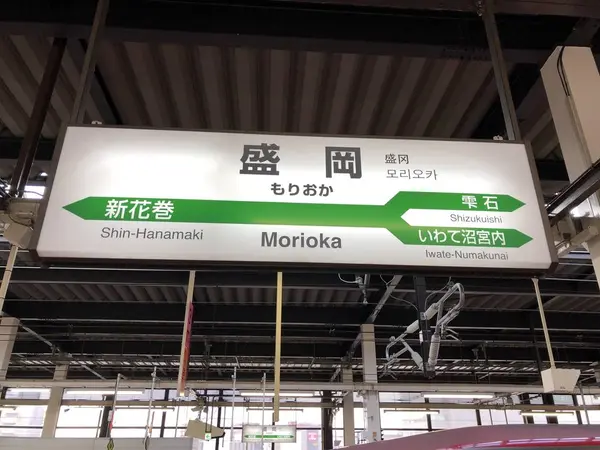 盛岡
盛冈
모리오카
もりおか
新花巻
Shin-Hanamaki
Morioka
雫石
Shizukuishi
いわて沼宮内
Iwate-Numakunai